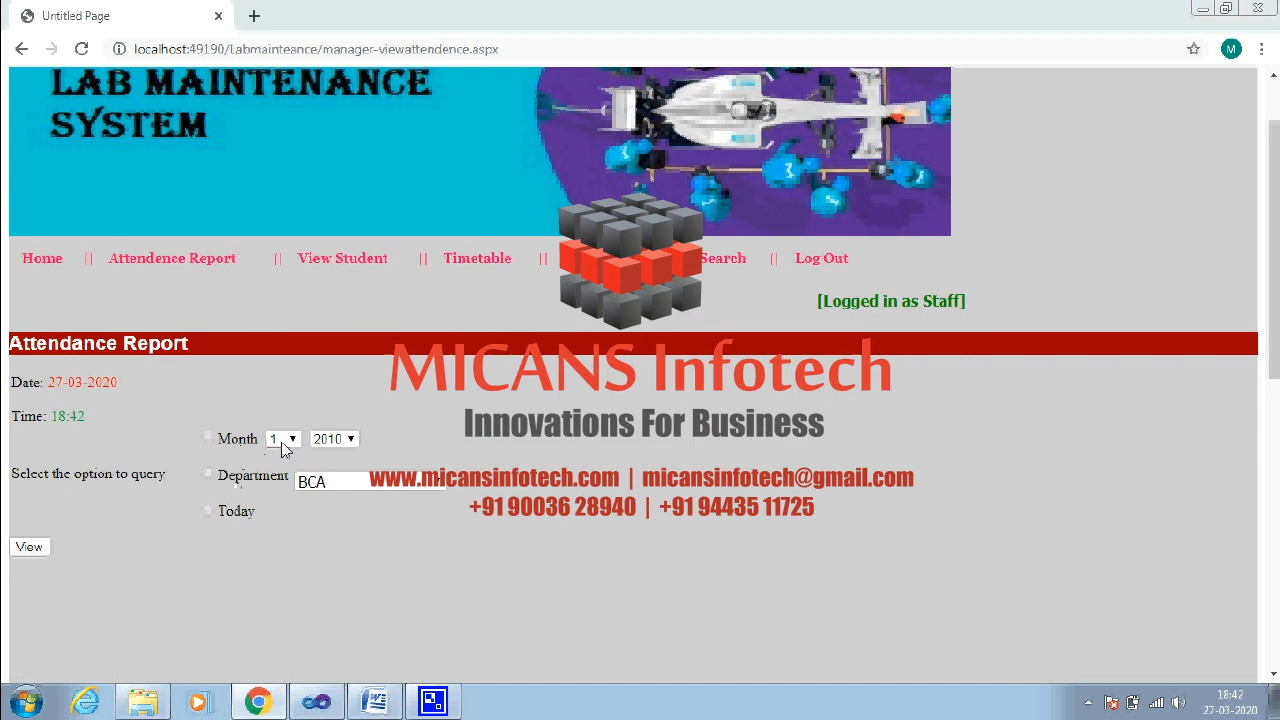 Untitled Page
localhost:49190/Labmainteance/manager-viewattendence.aspx
M
LAB MAINTENANCE
SYSTEM
Home || Attendence Report || View Student || Timetable || Search || Log Out
[Logged in as Staff]
Attendance Report
MICANS Infotech
Innovations For Business
www.micansinfotech.com | micansinfotech@gmail.com
+91 90036 28940 | +91 94435 11725
Date: 27-03-2020
Time: 18:42
Month 1 2010
Select the option to query
Department BCA
Today
View
18:42
27-03-2020